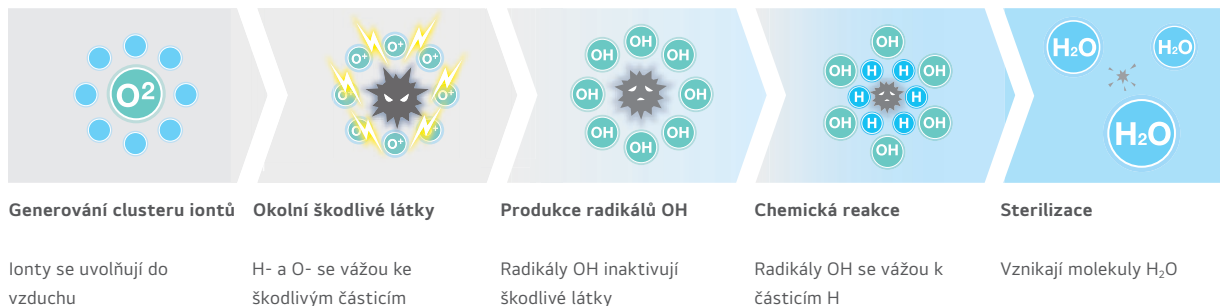 O²
O⁺ O⁺ O⁺ O⁺ O⁺ O⁺ O⁺ O⁺
OH OH OH OH OH OH OH OH
OH OH OH OH OH OH H H H H H H
H₂O H₂O H₂O
Generování clusteru iontů
Ionty se uvolňují do
vzduchu
Okolní škodlivé látky
H- a O- se vážou ke
škodlivým částicím
Produkce radikálů OH
Radikály OH inaktivují
škodlivé látky
Chemická reakce
Radikály OH se vážou k
částicím H
Sterilizace
Vznikají molekuly H₂O